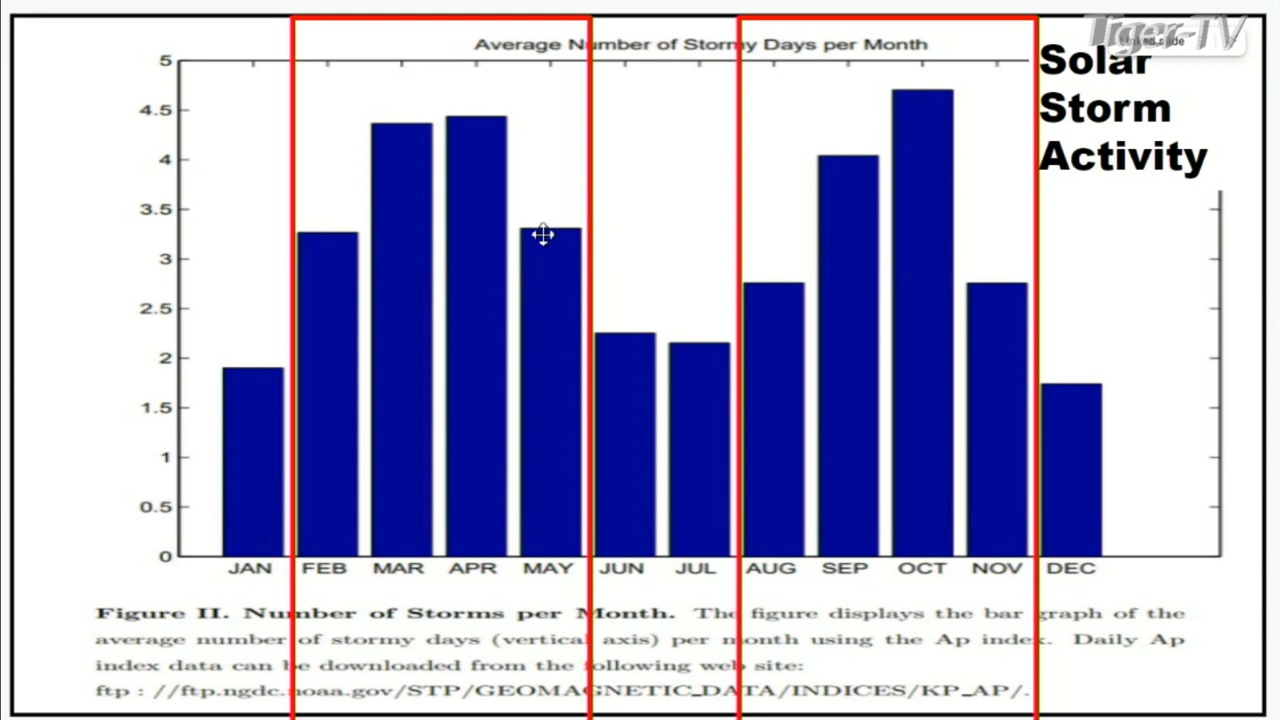 Tiger-TV
Average Number of Stormy Days per Month
Solar
Storm
Activity
5
4.5
4
3.5
3
2.5
2
1.5
1
0.5
0
JAN FEB MAR APR MAY JUN JUL AUG SEP OCT NOV DEC
Figure II. Number of Storms per Month. The figure displays the bar graph of the
average number of stormy days (vertical axis) per month using the Ap index. Daily Ap
index data can be downloaded from the following web site:
ftp : //ftp.ngdc.noaa.gov/STP/GEOMAGNETIC_DATA/INDICES/KP_AP/.